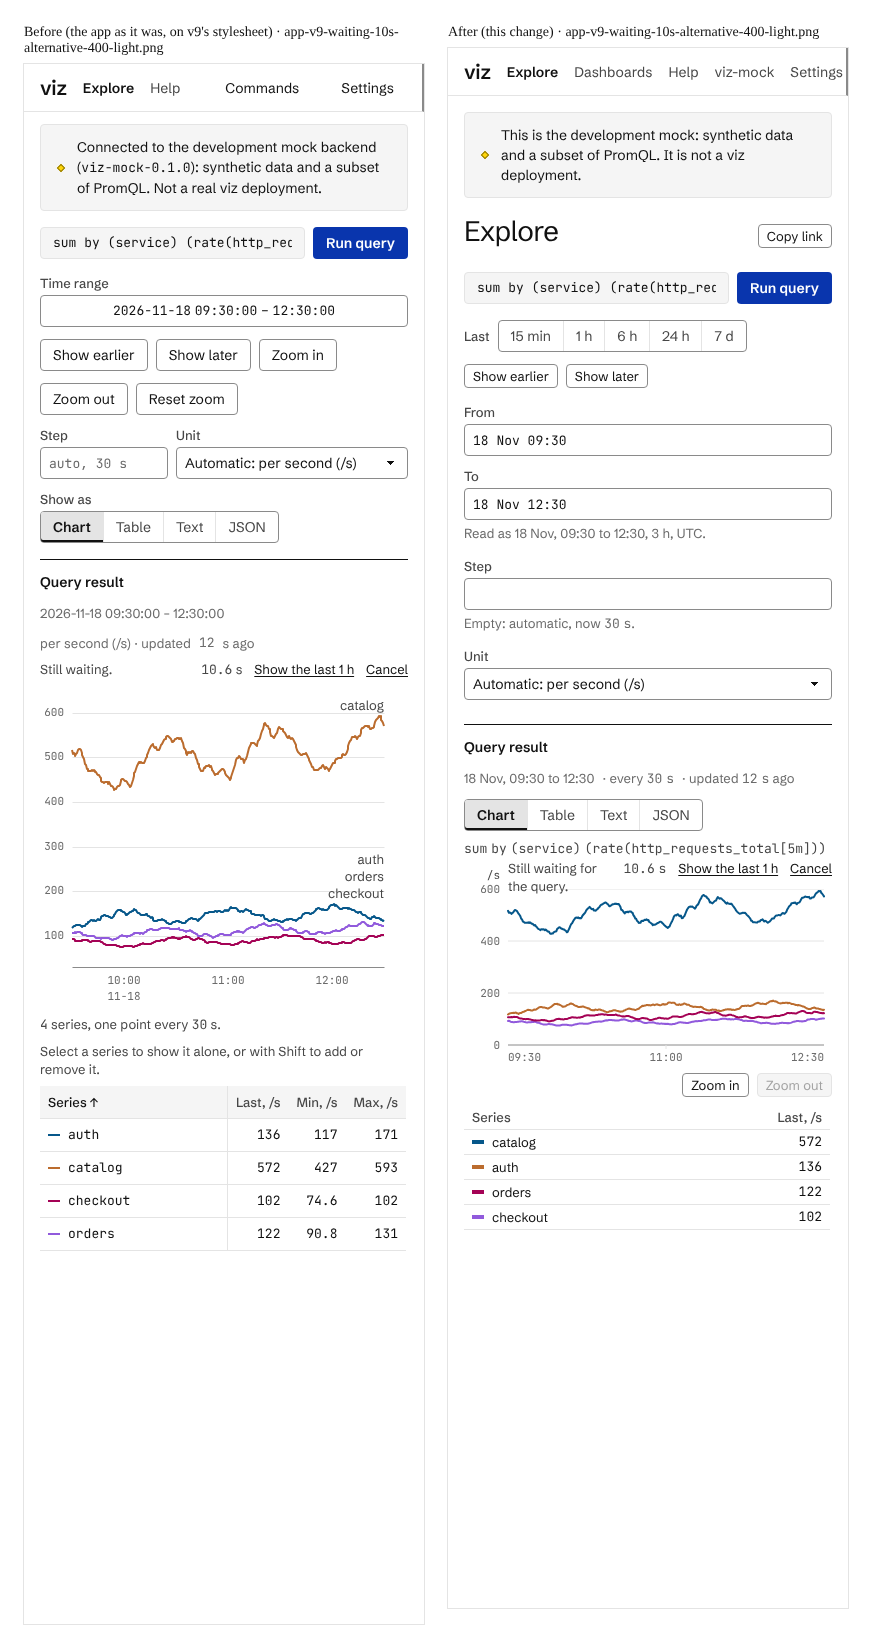 Before (the app as it was, on v9's stylesheet) · app-v9-waiting-10s-
alternative-400-light.png
viz Explore Help Commands Settings
Connected to the development mock backend
(viz-mock-0.1.0): synthetic data and a subset
of PromQL. Not a real viz deployment.
sum by (service) (rate(http_rec Run query
Time range
2026-11-18 09:30:00 – 12:30:00
Show earlier Show later Zoom in
Zoom out Reset zoom
Step Unit
auto, 30 s Automatic: per second (/s)
Show as
Chart Table Text JSON
Query result
2026-11-18 09:30:00 – 12:30:00
per second (/s) · updated 12 s ago
Still waiting. 10.6 s Show the last 1 h Cancel
catalog
600
500
400
300
auth
orders
200
checkout
100
10:00 11:00 12:00
11-18
4 series, one point every 30 s.
Select a series to show it alone, or with Shift to add or
remove it.
Series ↑ Last, /s Min, /s Max, /s
auth 136 117 171
catalog 572 427 593
checkout 102 74.6 102
orders 122 90.8 131
After (this change) · app-v9-waiting-10s-alternative-400-light.png
viz Explore Dashboards Help viz-mock Settings
This is the development mock: synthetic data
and a subset of PromQL. It is not a viz
deployment.
Explore Copy link
sum by (service) (rate(http_rec Run query
Last 15 min 1 h 6 h 24 h 7 d
Show earlier Show later
From
18 Nov 09:30
To
18 Nov 12:30
Read as 18 Nov, 09:30 to 12:30, 3 h, UTC.
Step
Empty: automatic, now 30 s.
Unit
Automatic: per second (/s)
Query result
18 Nov, 09:30 to 12:30 · every 30 s · updated 12 s ago
Chart Table Text JSON
sum by (service) (rate(http_requests_total[5m]))
/s Still waiting for 10.6 s Show the last 1 h Cancel
600 the query.
400
200
0
09:30 11:00 12:30
Zoom in Zoom out
Series Last, /s
catalog 572
auth 136
orders 122
checkout 102